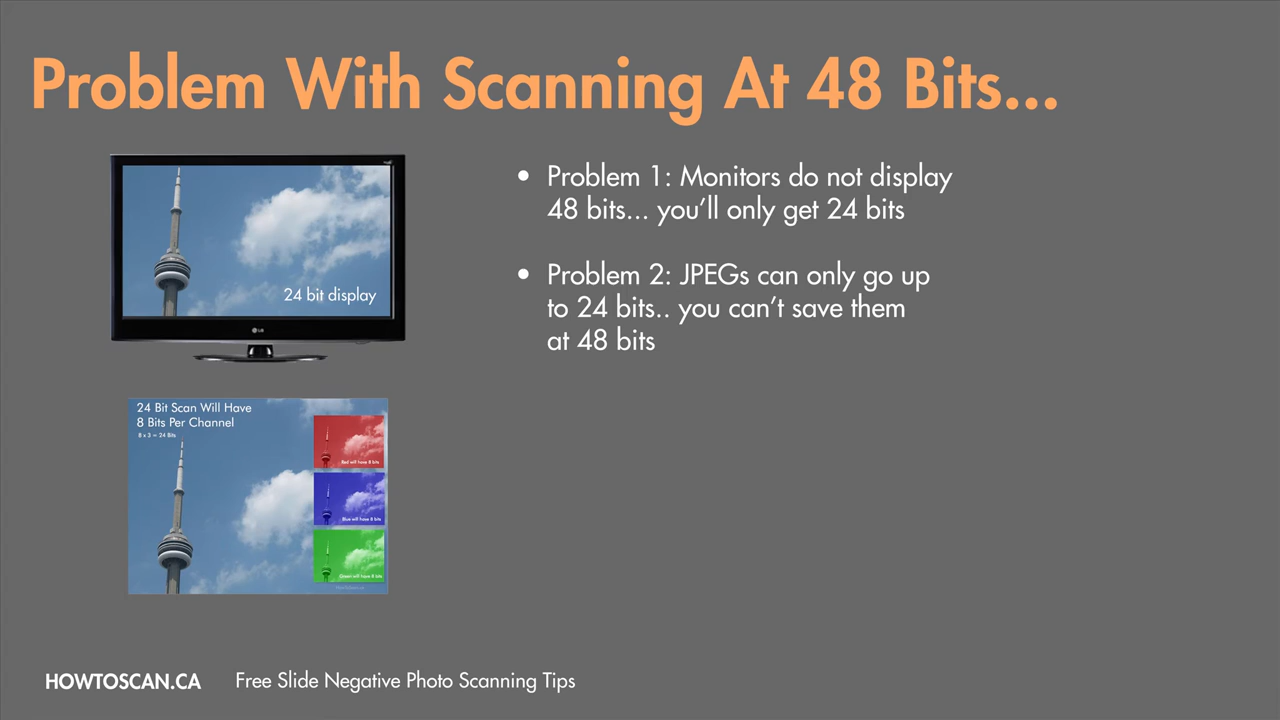 Problem With Scanning At 48 Bits...
24 bit display
LG
• Problem 1: Monitors do not display
48 bits... you'll only get 24 bits
• Problem 2: JPEGs can only go up
to 24 bits.. you can't save them
at 48 bits
24 Bit Scan Will Have
8 Bits Per Channel
8 x 3 = 24 Bits
Red will have 8 bits
Blue will have 8 bits
Green will have 8 bits
HOWTOSCAN.CA
Free Slide Negative Photo Scanning Tips